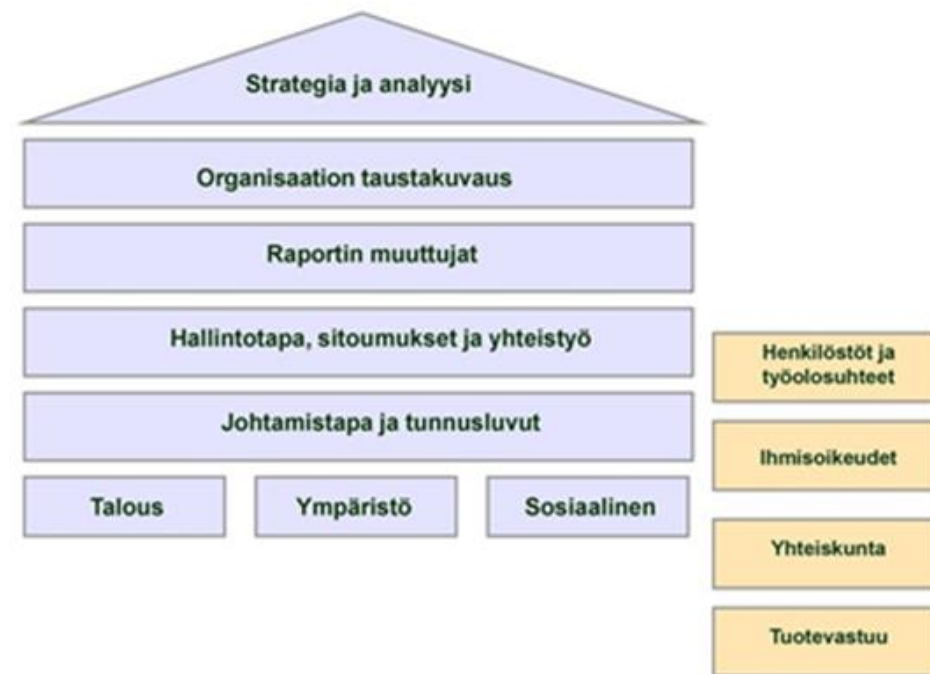 Strategia ja analyysi
Organisaation taustakuvaus
Raportin muuttujat
Hallintotapa, sitoumukset ja yhteistyö
Johtamistapa ja tunnusluvut
Talous
Ympäristö
Sosiaalinen
Henkilöstöt ja
työolosuhteet
Ihmisoikeudet
Yhteiskunta
Tuotevastuu